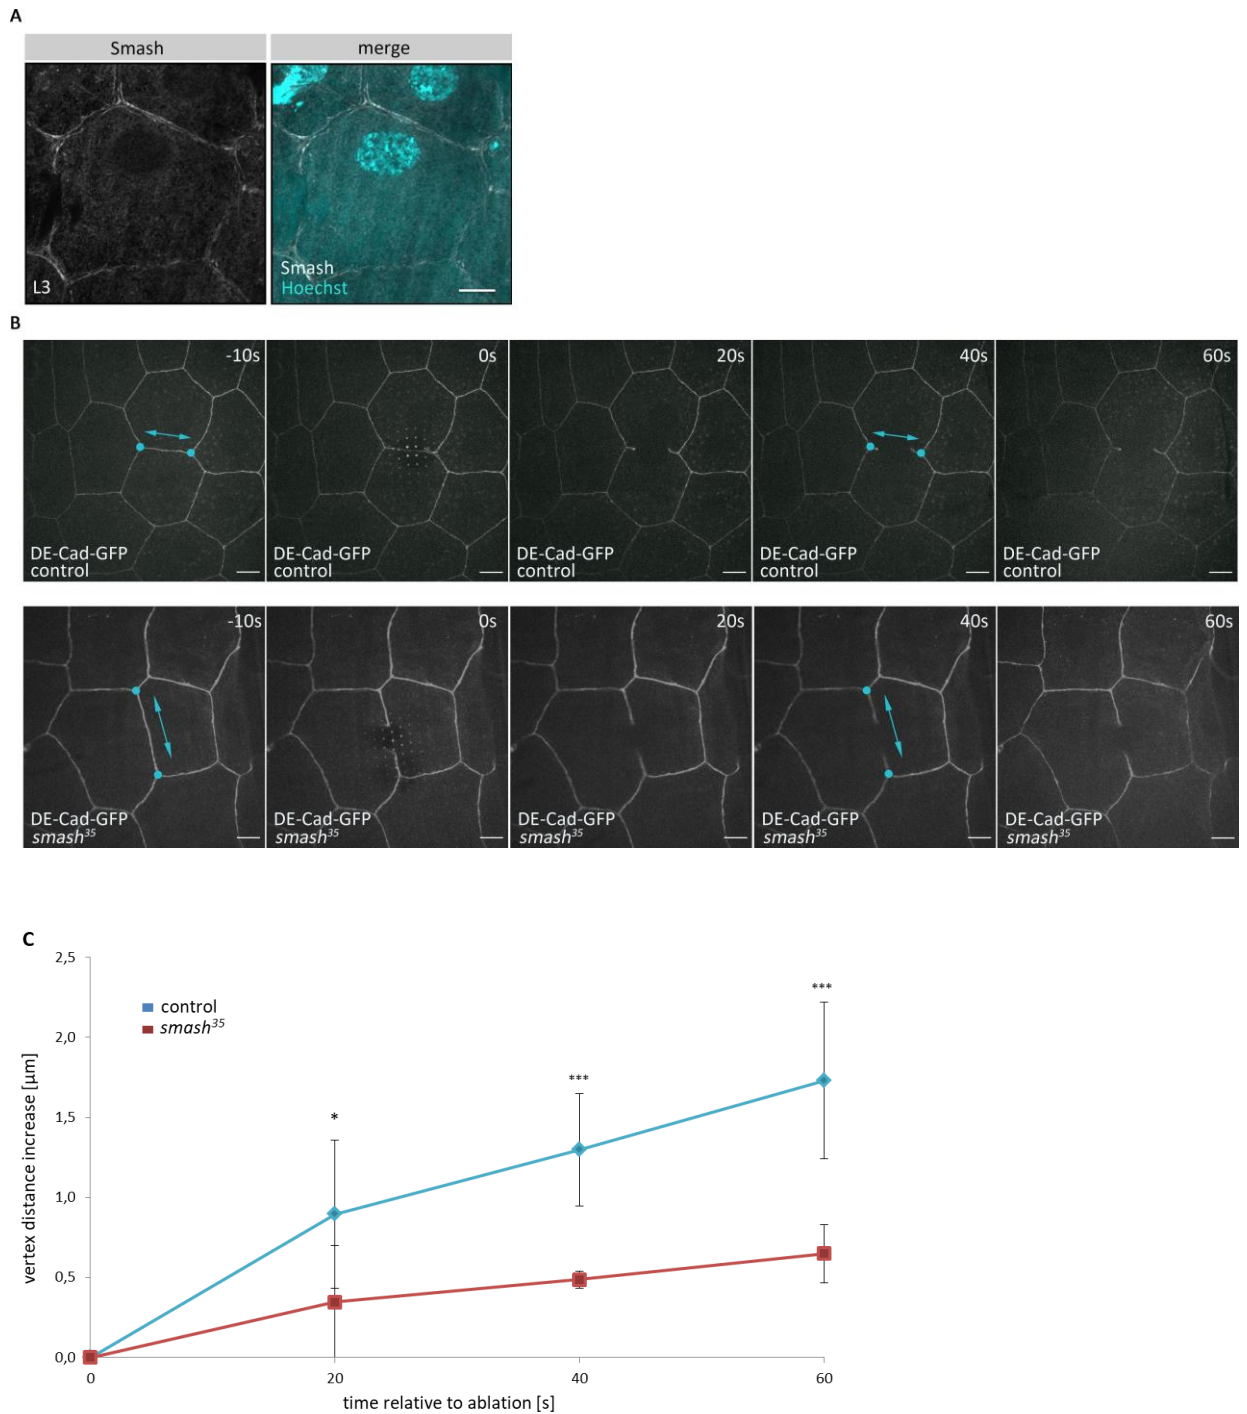 A
Smash
merge
L3
Smash
Hoechst
B
-10s
0s
20s
40s
60s
DE-Cad-GFP
control
DE-Cad-GFP
control
DE-Cad-GFP
control
DE-Cad-GFP
control
DE-Cad-GFP
control
-10s
0s
20s
40s
60s
DE-Cad-GFP
smash³⁵
DE-Cad-GFP
smash³⁵
DE-Cad-GFP
smash³⁵
DE-Cad-GFP
smash³⁵
DE-Cad-GFP
smash³⁵
C
vertex distance increase [µm]
2,5
2,0
1,5
1,0
0,5
0,0
control
smash³⁵
*
***
***
0
20
40
60
time relative to ablation [s]